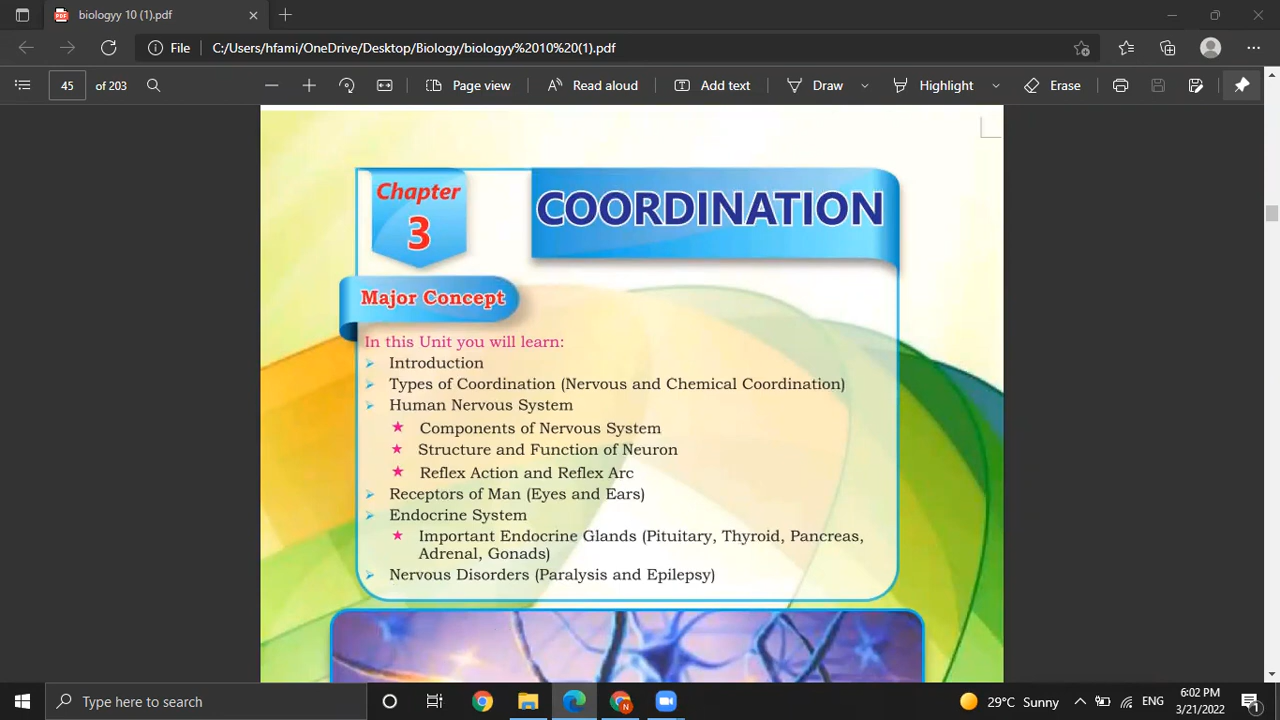 biologyy 10 (1).pdf
File C:/Users/hfami/OneDrive/Desktop/Biology/biologyy%2010%20(1).pdf
45 of 203 Page view Read aloud Add text Draw Highlight Erase
Chapter
3
COORDINATION
Major Concept
In this Unit you will learn:
Introduction
Types of Coordination (Nervous and Chemical Coordination)
Human Nervous System
Components of Nervous System
Structure and Function of Neuron
Reflex Action and Reflex Arc
Receptors of Man (Eyes and Ears)
Endocrine System
Important Endocrine Glands (Pituitary, Thyroid, Pancreas,
Adrenal, Gonads)
Nervous Disorders (Paralysis and Epilepsy)
Type here to search
29°C Sunny
ENG
6:02 PM
3/21/2022
1